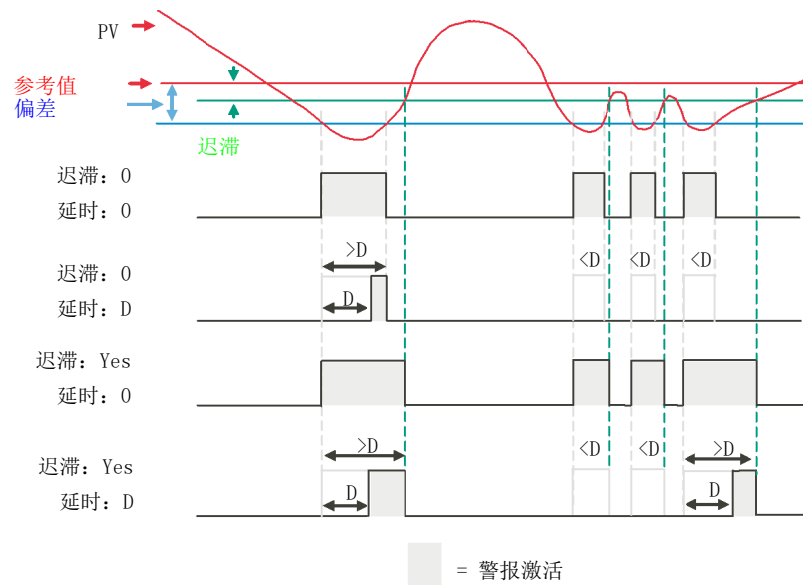 PV
参考值
偏差
迟滞
迟滞: 0
延时: 0
>D
<D
<D
<D
迟滞: 0
延时: D
D
迟滞: Yes
延时: 0
>D
<D
<D
>D
迟滞: Yes
延时: D
D
D
= 警报激活